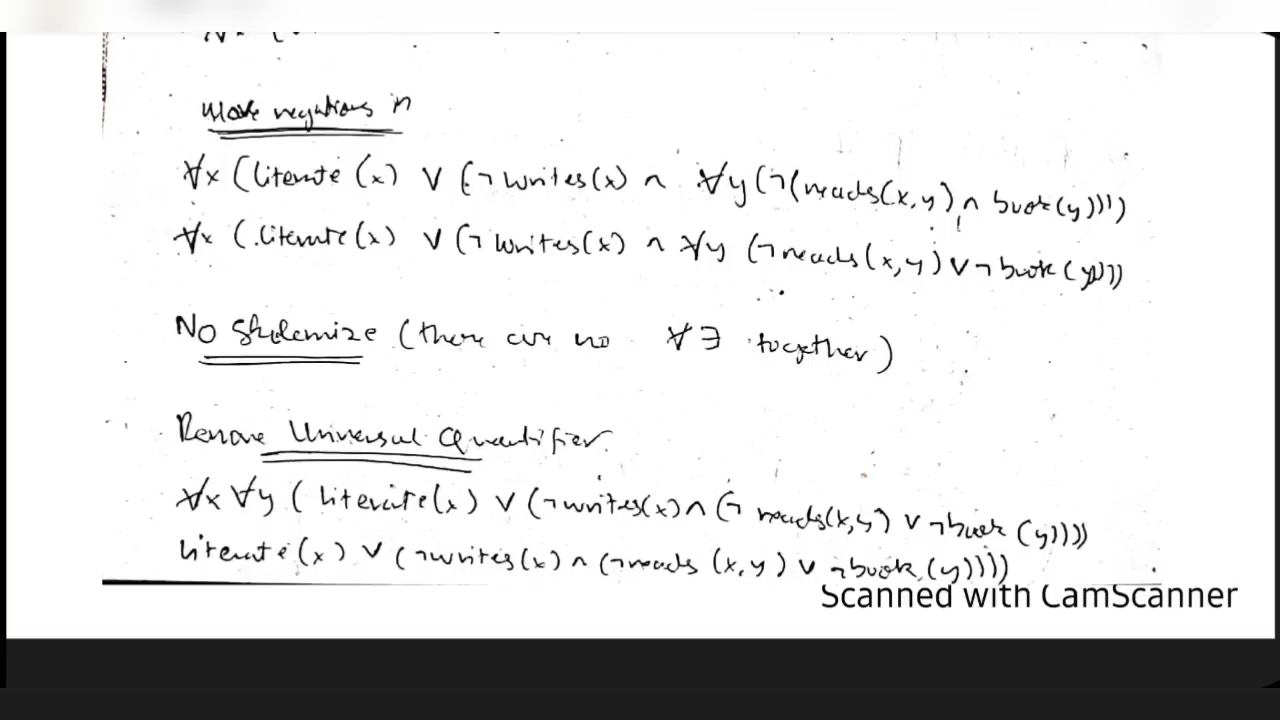 Move negations in
∀x (literate (x) ∨ (¬writes(x) ∧ ∀y(¬(reads(x,y) ∧ book(y))))
∀x (literate(x) ∨ (¬writes(x) ∧ ∀y (¬reads(x,y) ∨ ¬book(y))))
No Skolemize (there are no ∀∃ together)
Remove Universal Quantifier.
∀x ∀y ( literate(x) ∨ (¬writes(x) ∧ (¬ reads(x,y) ∨ ¬book (y))))
literate (x) ∨ (¬writes(x) ∧ (¬reads (x,y) ∨ ¬book (y))))
Scanned with CamScanner